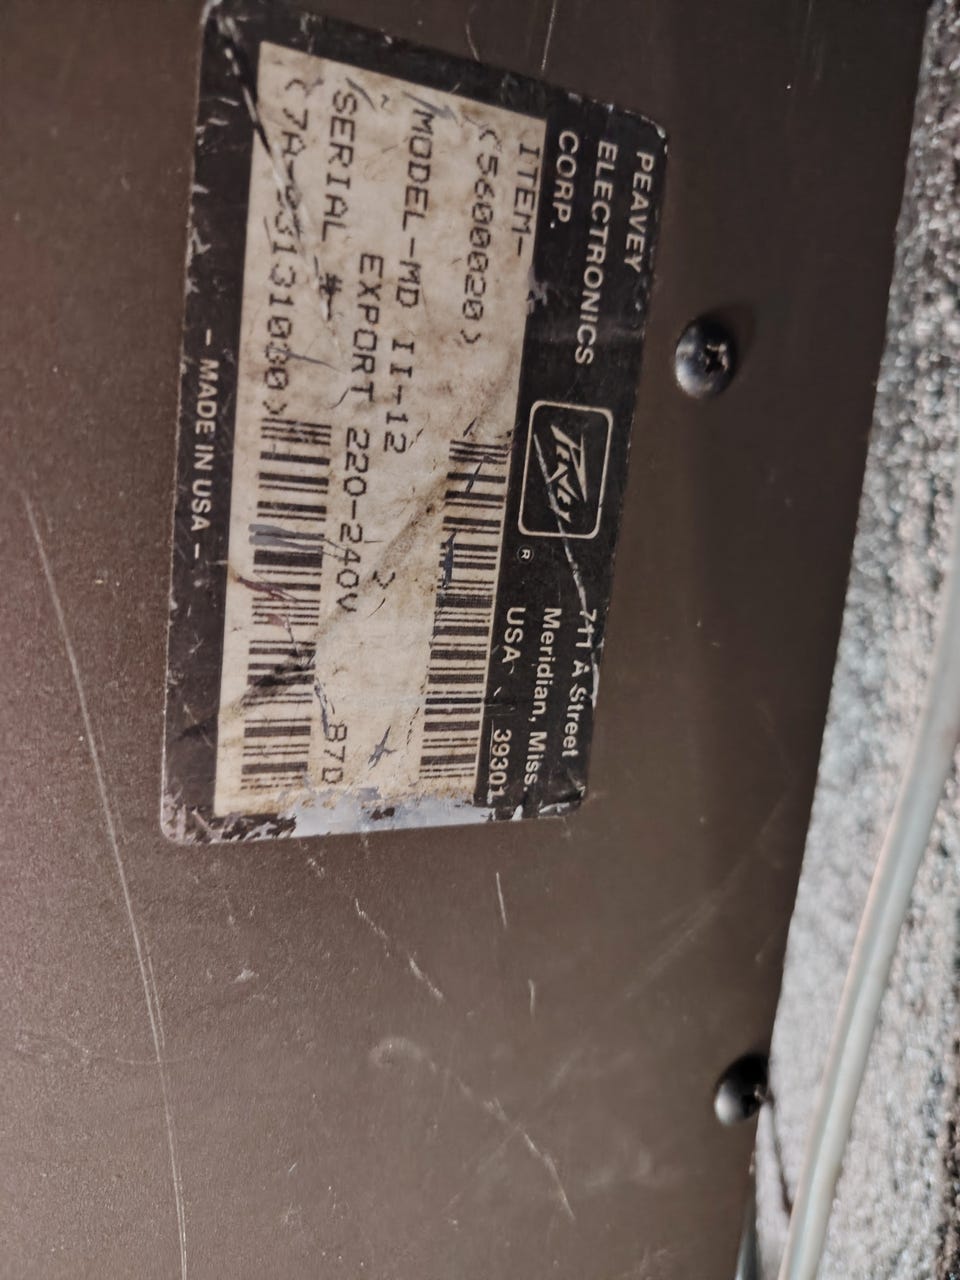 PEAVEY
ELECTRONICS
CORP.
PEAVEY
®
711 A Street
Meridian, Miss.
USA 39301
ITEM-
(5600020)
MODEL-MD II-12
EXPORT 220-240V
SERIAL #-
87D
- MADE IN USA -